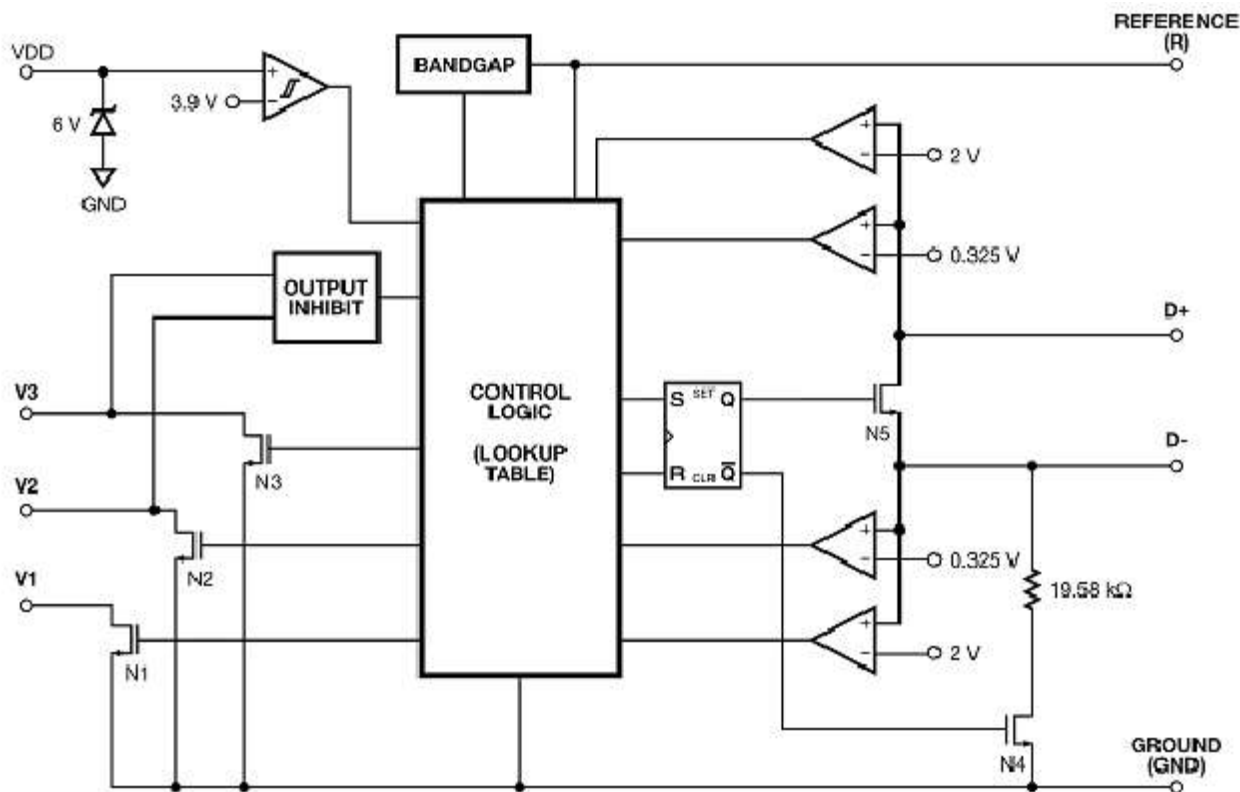 REFERENCE
(R)
VDD
BANDGAP
+
3.9 V
−
6 V
+
−
2 V
GND
+
−
0.325 V
OUTPUT
INHIBIT
D+
V3
CONTROL
LOGIC
(LOOKUP
TABLE)
S SET Q
N5
D-
N3
R CLR Q̅
V2
+
−
0.325 V
N2
19.58 kΩ
V1
+
−
2 V
N1
N4
GROUND
(GND)